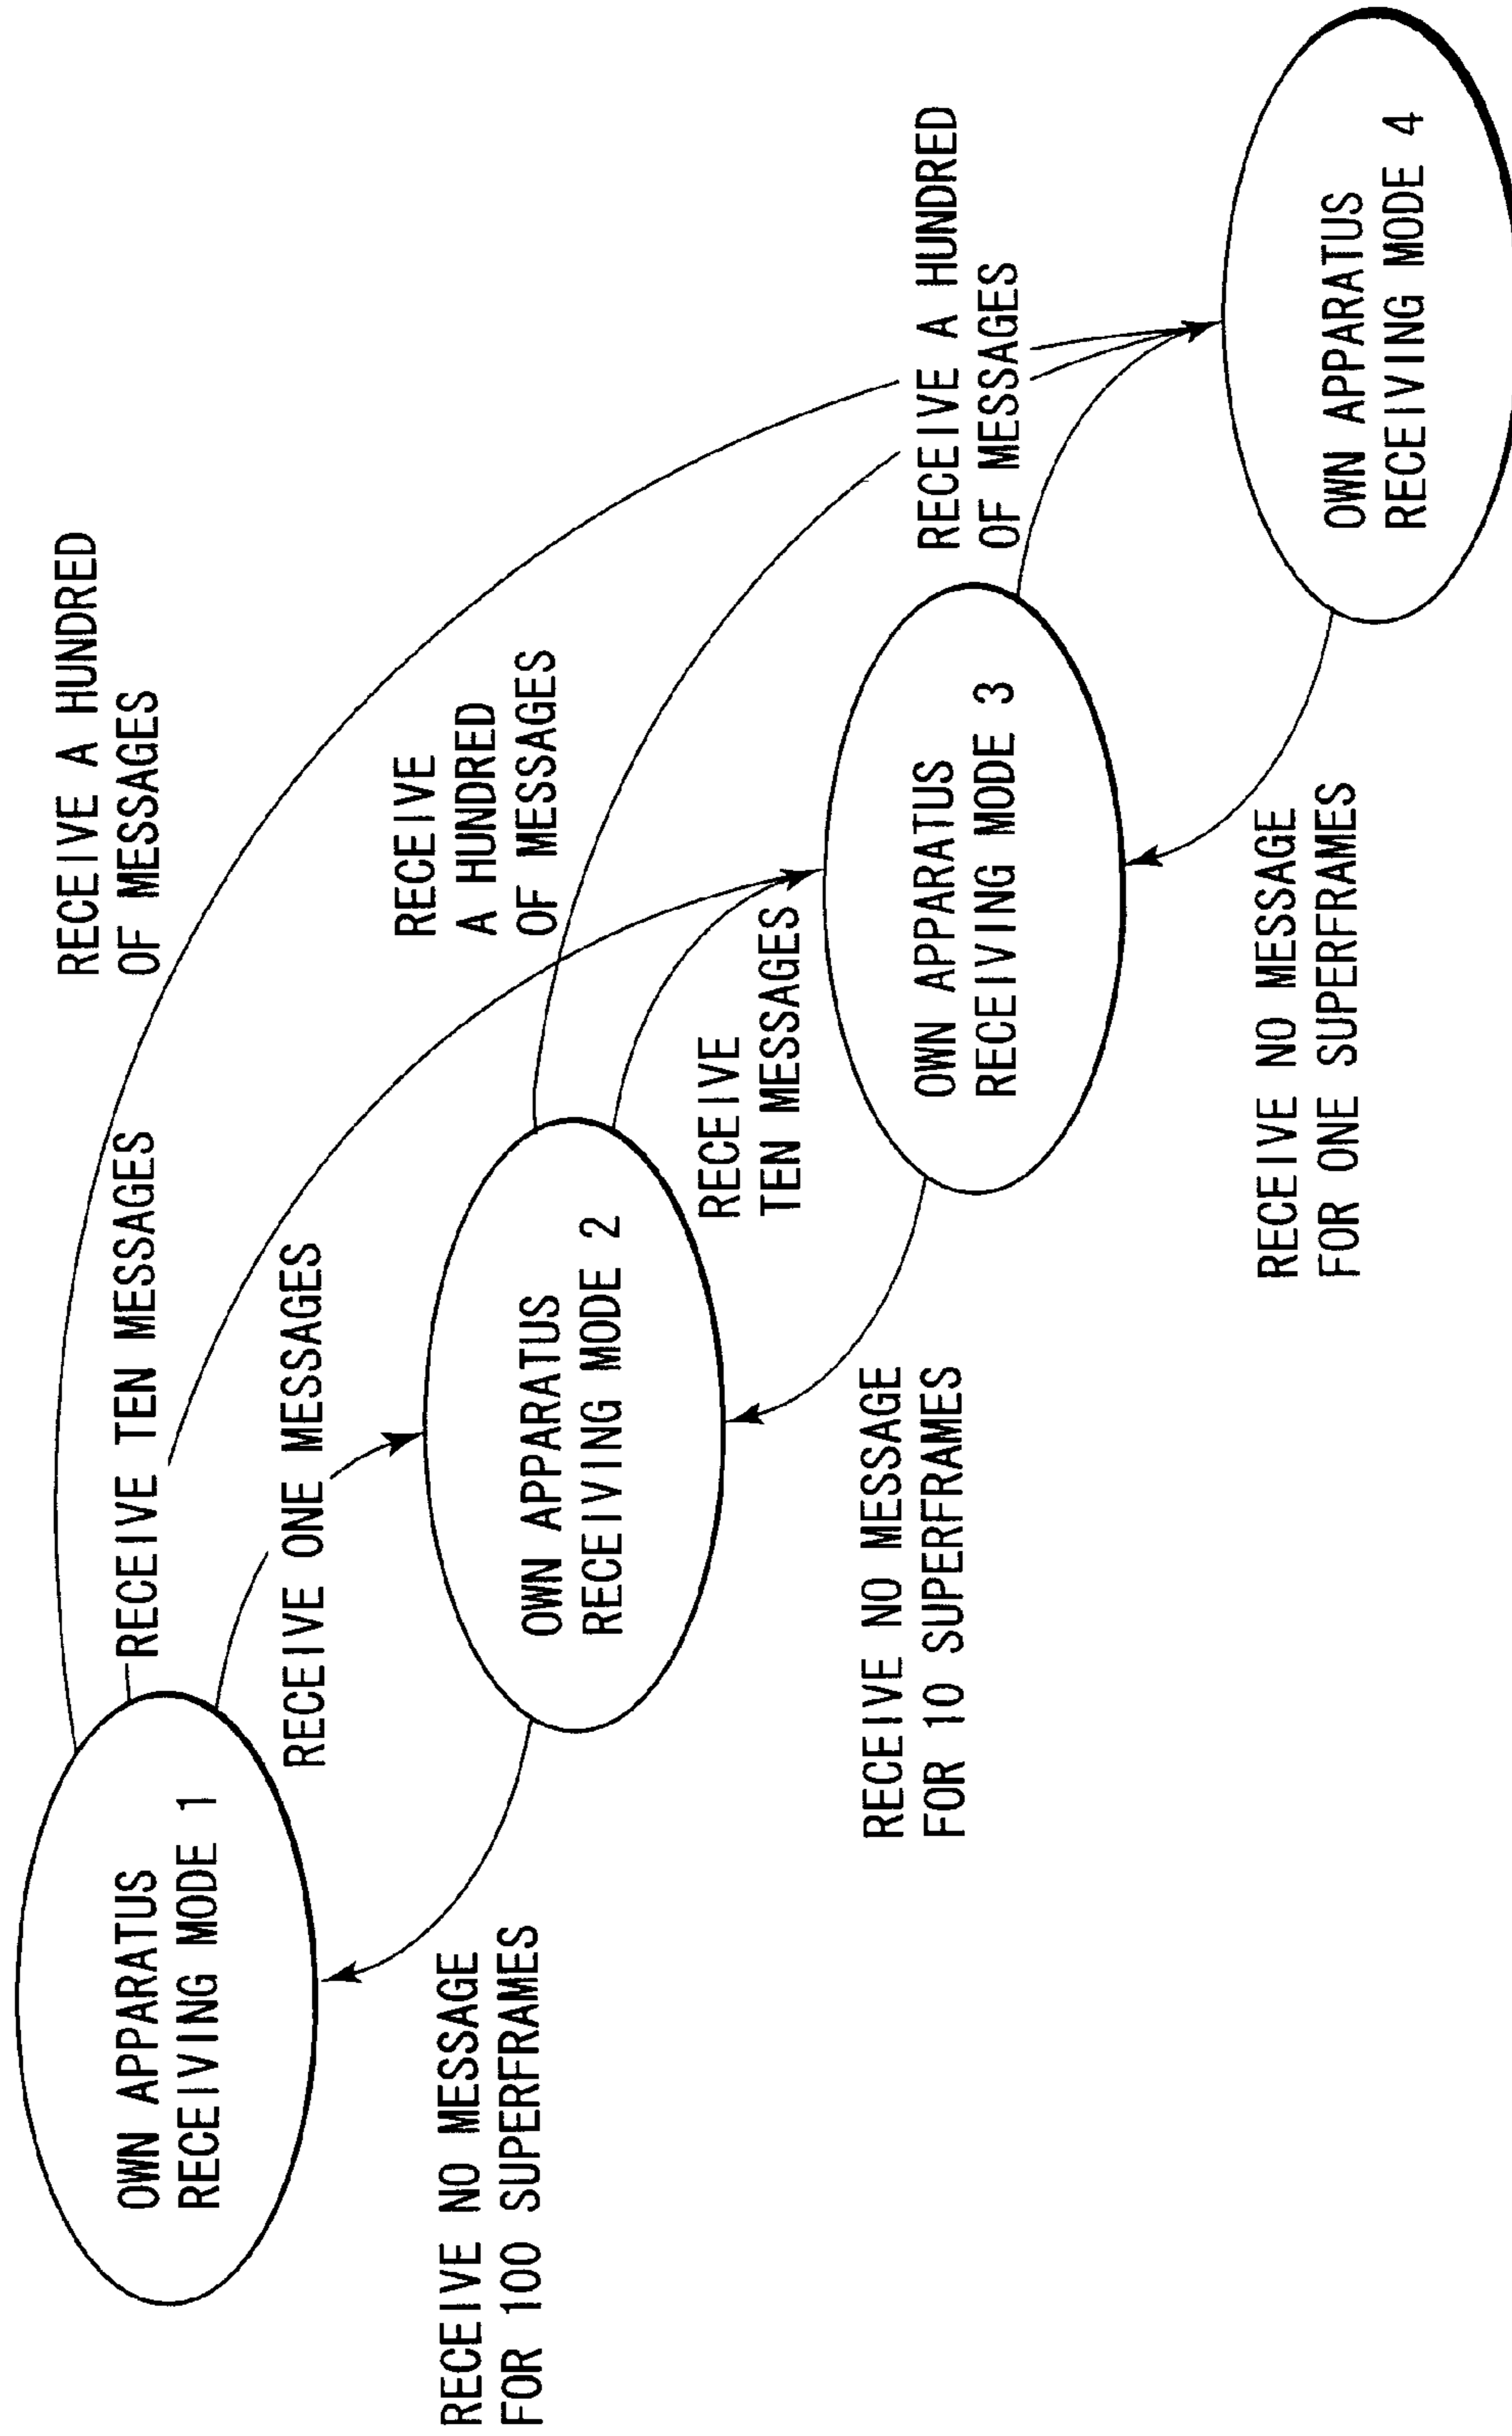 OWN APPARATUS
RECEIVING MODE 1
RECEIVE A HUNDRED
OF MESSAGES
RECEIVE TEN MESSAGES
RECEIVE ONE MESSAGES
RECEIVE NO MESSAGE
FOR 100 SUPERFRAMES
OWN APPARATUS
RECEIVING MODE 2
RECEIVE
A HUNDRED
OF MESSAGES
RECEIVE
TEN MESSAGES
RECEIVE NO MESSAGE
FOR 10 SUPERFRAMES
OWN APPARATUS
RECEIVING MODE 3
RECEIVE A HUNDRED
OF MESSAGES
RECEIVE NO MESSAGE
FOR ONE SUPERFRAMES
OWN APPARATUS
RECEIVING MODE 4